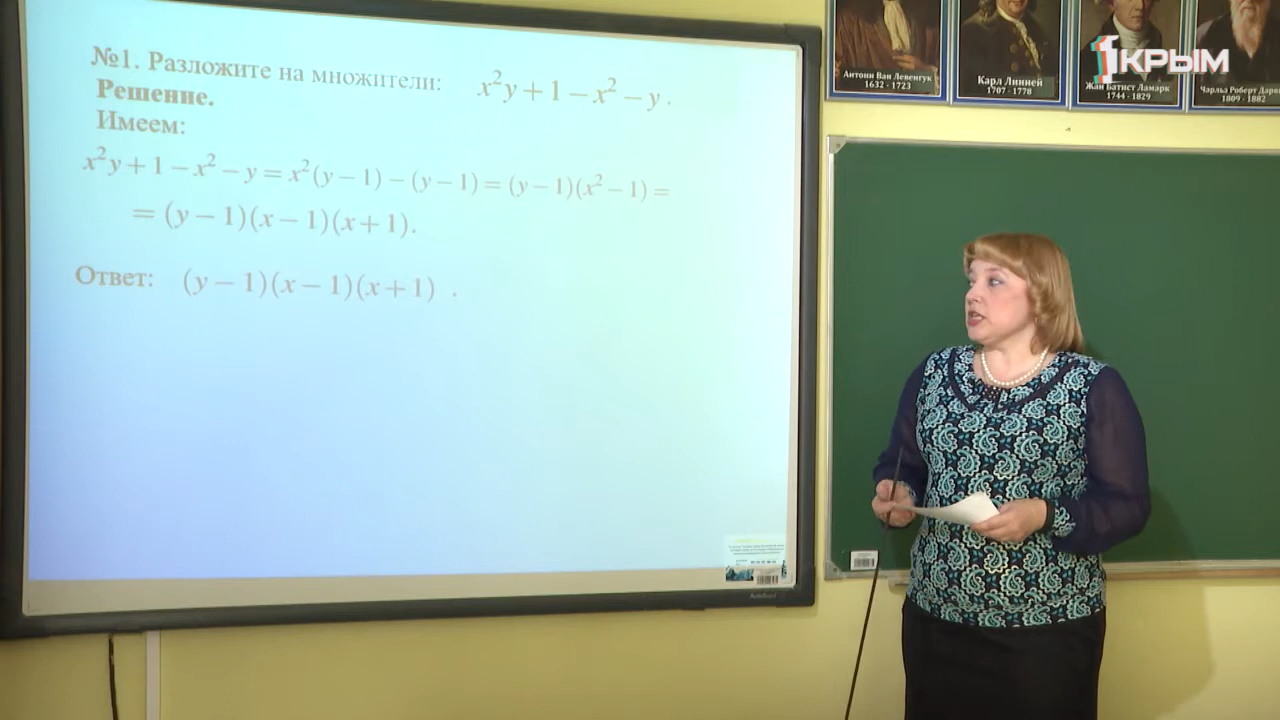 №1. Разложите на множители: x²y + 1 – x² – y .
Решение.
Имеем:
x²y + 1 – x² – y = x²(y – 1) – (y – 1) = (y – 1)(x² – 1) =
= (y – 1)(x – 1)(x + 1).
Ответ: (y – 1)(x – 1)(x + 1) .
Антони Ван Левенгук
1632 - 1723
Карл Линней
1707 - 1778
Жан Батист Ламарк
1744 - 1829
Чарльз Роберт
1809 - 1882
1 КРЫМ